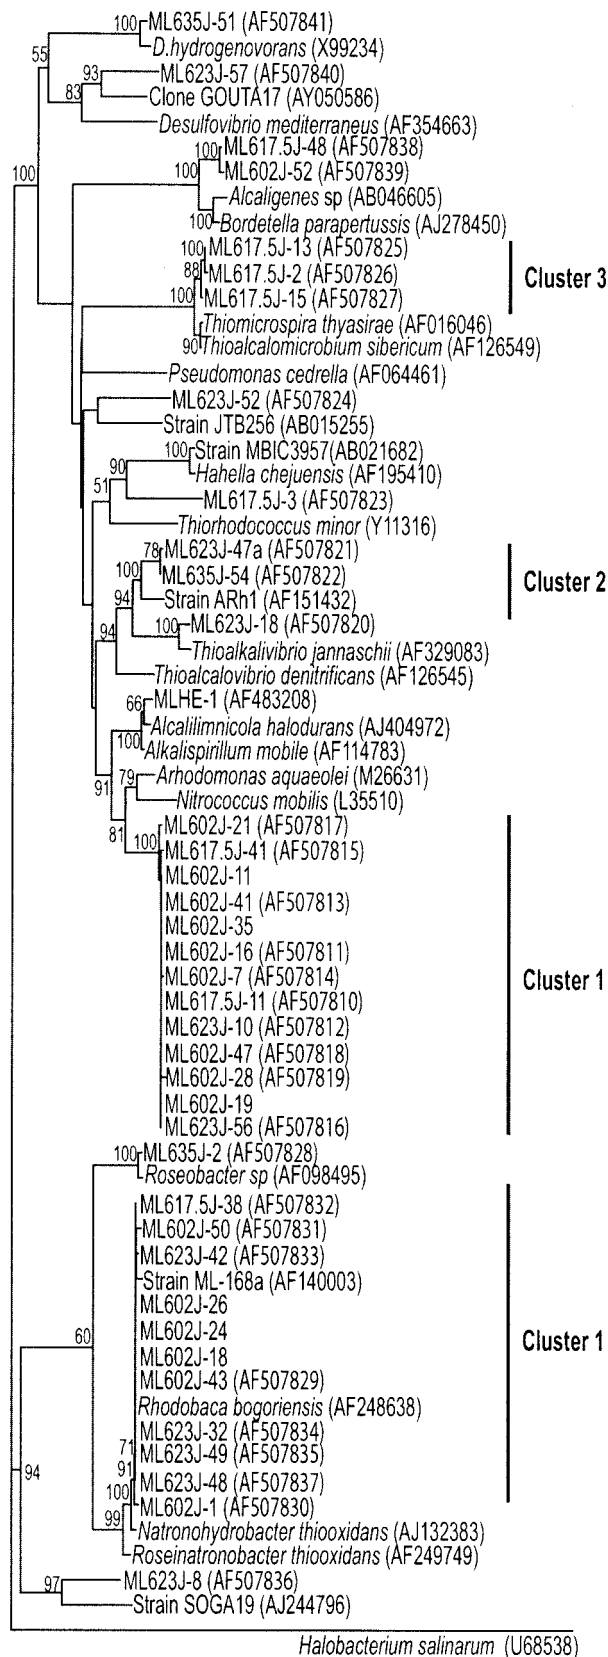 100 ML635J-51 (AF507841)
D.hydrogenovorans (X99234)
55
93 ML623J-57 (AF507840)
Clone GOUTA17 (AY050586)
83
Desulfovibrio mediterraneus (AF354663)
100 ML617.5J-48 (AF507838)
100
100 ML602J-52 (AF507839)
Alcaligenes sp (AB046605)
100 Bordetella parapertussis (AJ278450)
100 ML617.5J-13 (AF507825)
88 ML617.5J-2 (AF507826)
Cluster 3
100 ML617.5J-15 (AF507827)
Thiomicrospira thyasirae (AF016046)
90 Thioalcalomicrobium sibericum (AF126549)
Pseudomonas cedrella (AF064461)
ML623J-52 (AF507824)
Strain JTB256 (AB015255)
100 Strain MBIC3957(AB021682)
90 Hahella chejuensis (AF195410)
51 ML617.5J-3 (AF507823)
Thiorhodococcus minor (Y11316)
78 ML623J-47a (AF507821)
100 ML635J-54 (AF507822)
Cluster 2
94 Strain ARh1 (AF151432)
100 ML623J-18 (AF507820)
94
Thioalkalivibrio jannaschii (AF329083)
Thioalcalovibrio denitrificans (AF126545)
66 MLHE-1 (AF483208)
Alcalilimnicola halodurans (AJ404972)
100 Alkalispirillum mobile (AF114783)
91 79 Arhodomonas aquaeolei (M26631)
Nitrococcus mobilis (L35510)
81
100 ML602J-21 (AF507817)
ML617.5J-41 (AF507815)
ML602J-11
ML602J-41 (AF507813)
ML602J-35
ML602J-16 (AF507811)
ML602J-7 (AF507814)
Cluster 1
ML617.5J-11 (AF507810)
ML623J-10 (AF507812)
ML602J-47 (AF507818)
ML602J-28 (AF507819)
ML602J-19
ML623J-56 (AF507816)
100 ML635J-2 (AF507828)
Roseobacter sp (AF098495)
ML617.5J-38 (AF507832)
ML602J-50 (AF507831)
ML623J-42 (AF507833)
Strain ML-168a (AF140003)
ML602J-26
60 ML602J-24
Cluster 1
ML602J-18
ML602J-43 (AF507829)
Rhodobaca bogoriensis (AF248638)
ML623J-32 (AF507834)
71 ML623J-49 (AF507835)
91
94
ML623J-48 (AF507837)
100 ML602J-1 (AF507830)
99
Natronohydrobacter thiooxidans (AJ132383)
Roseinatronobacter thiooxidans (AF249749)
97 ML623J-8 (AF507836)
Strain SOGA19 (AJ244796)
Halobacterium salinarum (U68538)